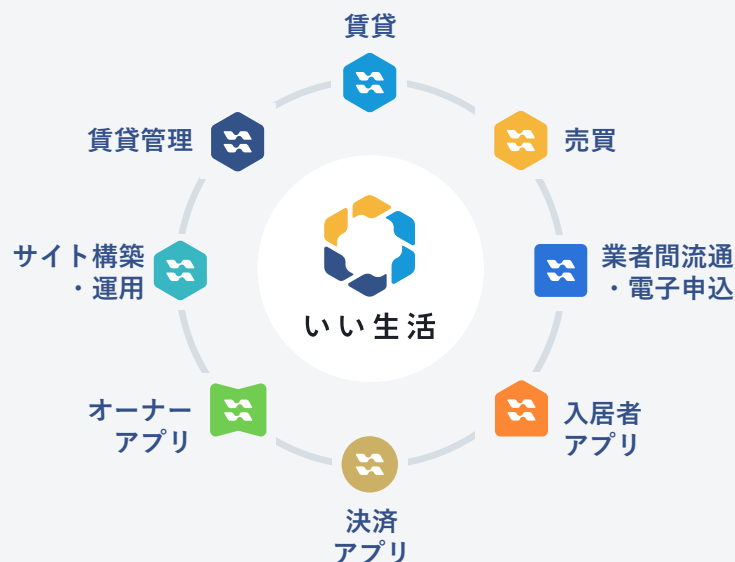 賃貸
賃貸管理
売買
サイト構築
・運用
業者間流通
・電子申込
いい生活
オーナー
アプリ
入居者
アプリ
決済
アプリ